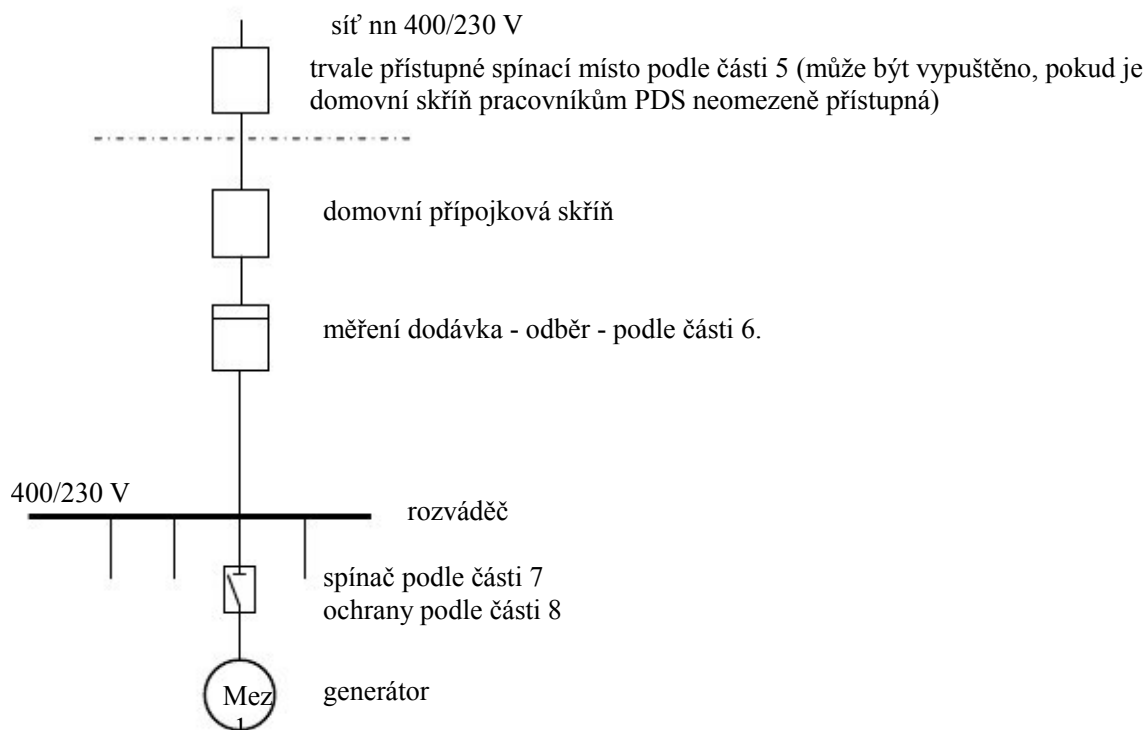 síť nn 400/230 V
trvale přístupné spínací místo podle části 5 (může být vypuštěno, pokud je
domovní skříň pracovníkům PDS neomezeně přístupná)
domovní přípojková skříň
měření dodávka - odběr - podle části 6.
400/230 V
rozváděč
spínač podle části 7
ochrany podle části 8
Mez
1
generátor